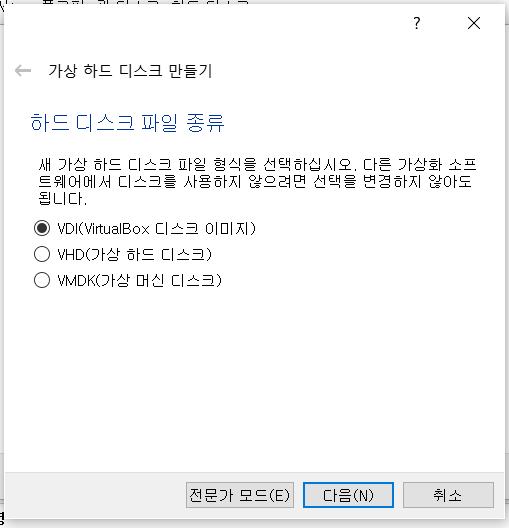 ?
가상 하드 디스크 만들기
하드 디스크 파일 종류
새 가상 하드 디스크 파일 형식을 선택하십시오. 다른 가상화 소프
트웨어에서 디스크를 사용하지 않으려면 선택을 변경하지 않아도
됩니다.
VDI(VirtualBox 디스크 이미지)
VHD(가상 하드 디스크)
VMDK(가상 머신 디스크)
전문가 모드(E) 다음(N) 취소